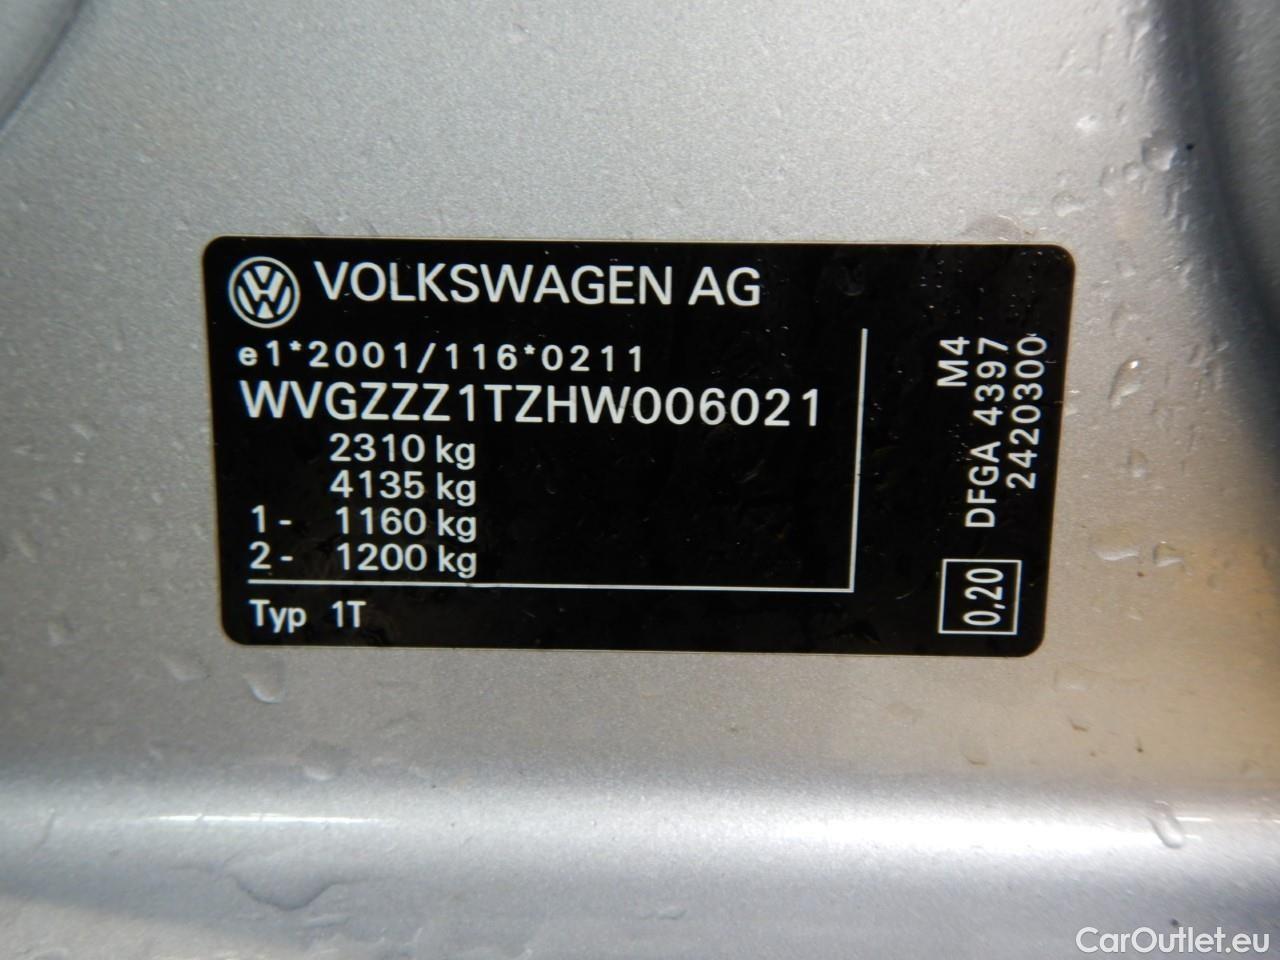 VOLKSWAGEN AG
e1*2001/116*0211
WVGZZZ1TZHW006021
2310 kg
4135 kg
1- 1160 kg
2- 1200 kg
Typ 1T
M4
DFGA 4397
2420300
0,20
CarOutlet.eu